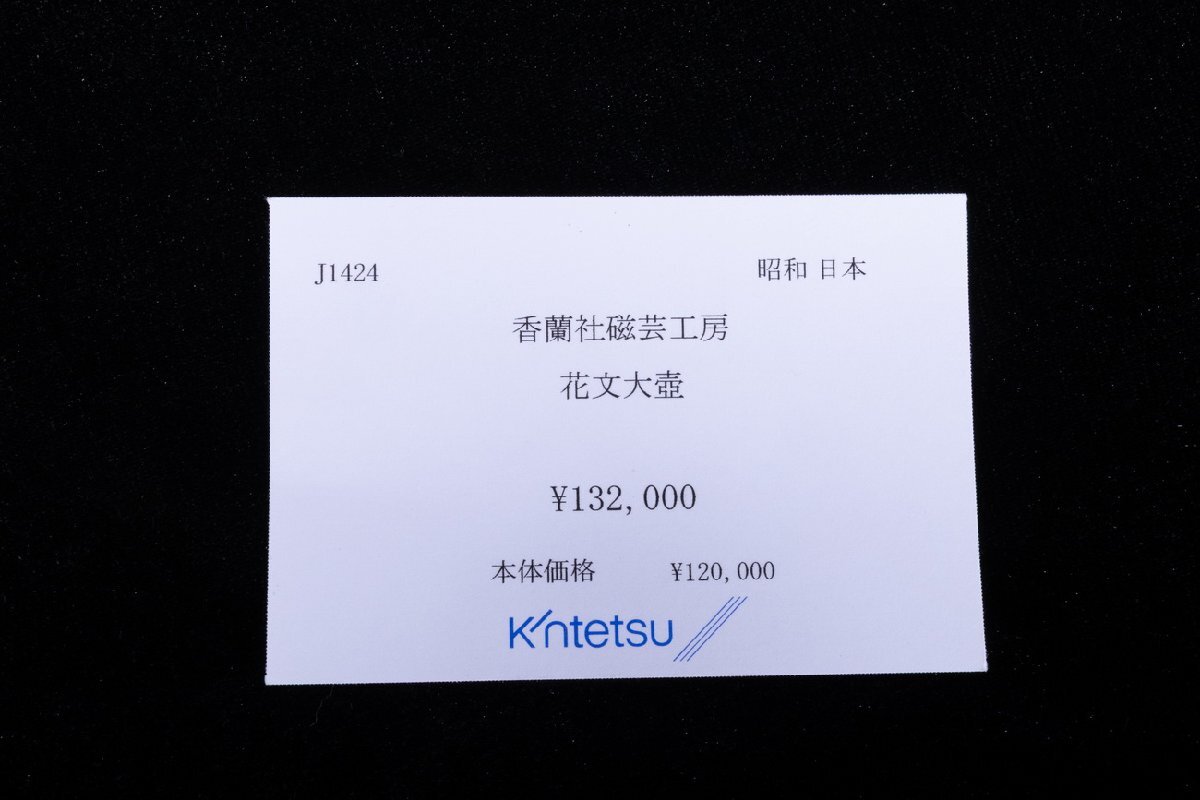 J1424 昭和 日本
香蘭社磁芸工房
花文大壺
¥132,000
本体価格 ¥120,000
Kintetsu